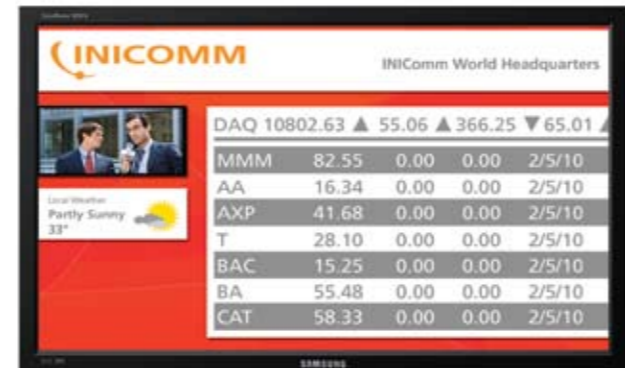 INICOMM
INIComm World Headquarters
DAQ 10802.63 ▲ 55.06 ▲ 366.25 ▼ 65.01
MMM 82.55 0.00 0.00 2/5/10
AA 16.34 0.00 0.00 2/5/10
AXP 41.68 0.00 0.00 2/5/10
T 28.10 0.00 0.00 2/5/10
BAC 15.25 0.00 0.00 2/5/10
BA 55.48 0.00 0.00 2/5/10
CAT 58.33 0.00 0.00 2/5/10
Local Weather
Partly Sunny
33°
SAMSUNG